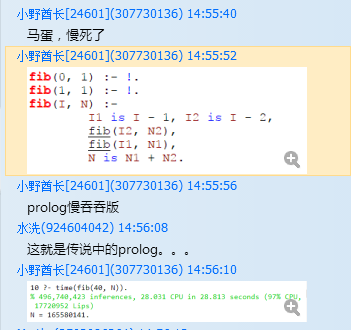 小野酋长[24601](307730136) 14:55:40
马蛋，慢死了
小野酋长[24601](307730136) 14:55:52
fib(0, 1) :- !.
fib(1, 1) :- !.
fib(I, N) :-
I1 is I - 1, I2 is I - 2,
fib(I2, N2),
fib(I1, N1),
N is N1 + N2.
小野酋长[24601](307730136) 14:55:56
prolog慢吞吞版
水洗(924604042) 14:56:08
这就是传说中的prolog。。。
小野酋长[24601](307730136) 14:56:10
10 ?- time(fib(40, N)).
% 496,740,423 inferences, 28.031 CPU in 28.813 seconds (97% CPU,
17720952 Lips)
N = 165580141.